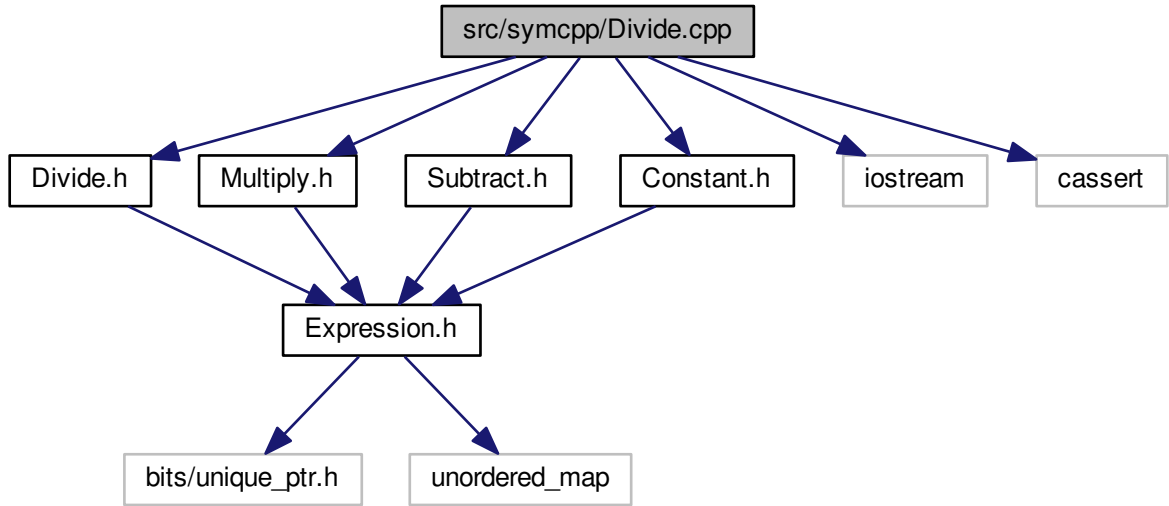 src/symcpp/Divide.cpp
Divide.h
Multiply.h
Subtract.h
Constant.h
iostream
cassert
Expression.h
bits/unique_ptr.h
unordered_map